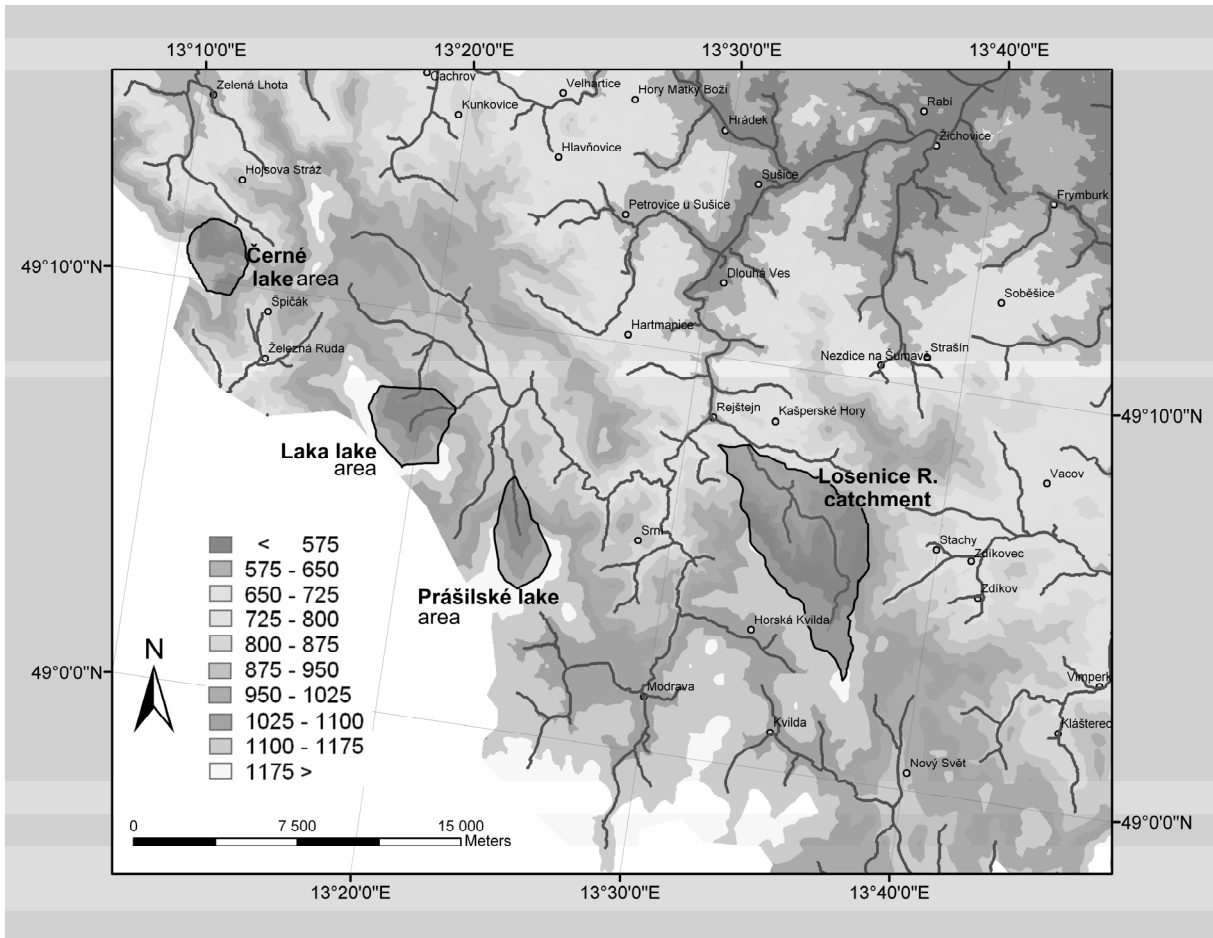 13°10'0"E 13°20'0"E 13°30'0"E 13°40'0"E
Čachrov
Zelená Lhota
Velhartice
Hory Matky Boží
Kunkovice
Rabí
Hrádek
Žichovice
Hlavňovice
Hojsova Stráž
Sušice
Frymburk
Petrovice u Sušice
49°10'0"N
Černé
lake area
Dlouhá Ves
Špičák
Soběšice
Hartmanice
Železná Ruda
Nezdice na Šumavě
Strašín
Rejštejn
Kašperské Hory
49°10'0"N
Laka lake
area
Losenice R.
catchment
Vacov
Srní
Stachy
Zdíkovec
Zdíkov
Prášilské lake
area
Horská Kvilda
< 575
575 - 650
650 - 725
725 - 800
800 - 875
875 - 950
950 - 1025
1025 - 1100
1100 - 1175
1175 >
N
49°0'0"N
Modrava
Vimperk
Kvilda
Klášterec
Nový Svět
0 7 500 15 000
Meters
49°0'0"N
13°20'0"E 13°30'0"E 13°40'0"E